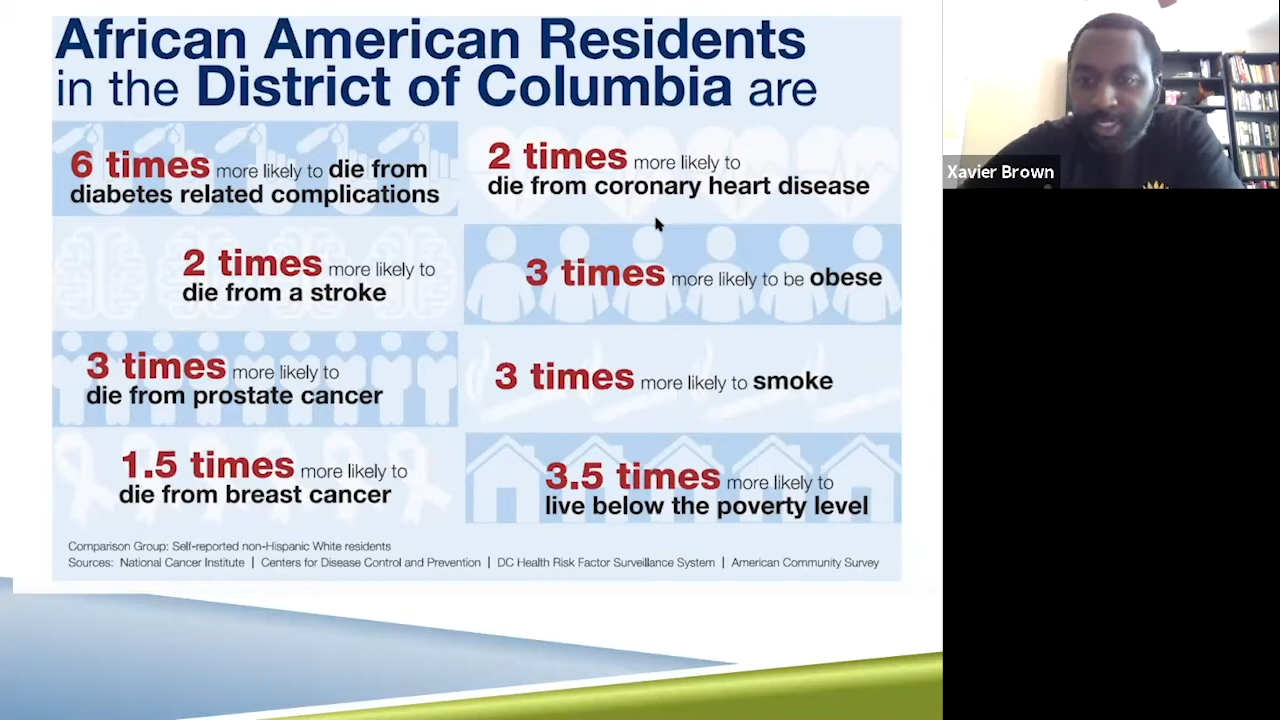 African American Residents
in the District of Columbia are
6 times more likely to die from
diabetes related complications
2 times more likely to
die from coronary heart disease
2 times more likely to
die from a stroke
3 times more likely to be obese
3 times more likely to
die from prostate cancer
3 times more likely to smoke
1.5 times more likely to
die from breast cancer
3.5 times more likely to
live below the poverty level
Comparison Group: Self-reported non-Hispanic White residents
Sources: National Cancer Institute | Centers for Disease Control and Prevention | DC Health Risk Factor Surveillance System | American Community Survey
Xavier Brown